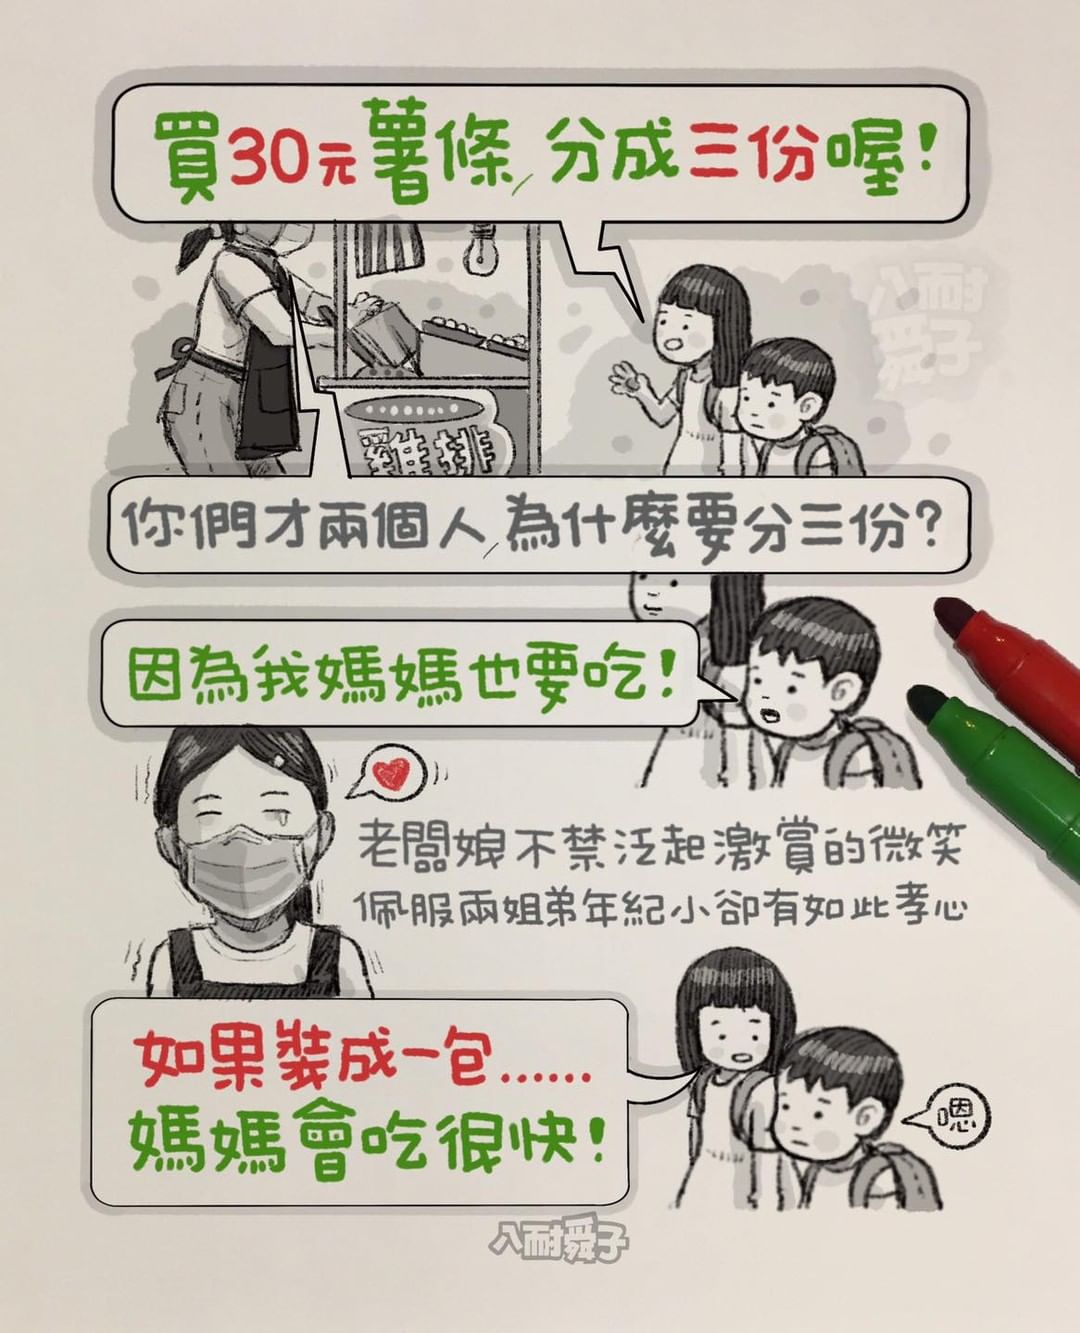 買30元薯條，分成三份喔！
八耐
舜子
雞排
你們才兩個人，為什麼要分三份？
因為我媽媽也要吃！
老闆娘不禁泛起激賞的微笑
佩服兩姐弟年紀小卻有如此孝心
如果裝成一包……
媽媽會吃很快！
嗯
八耐舜子